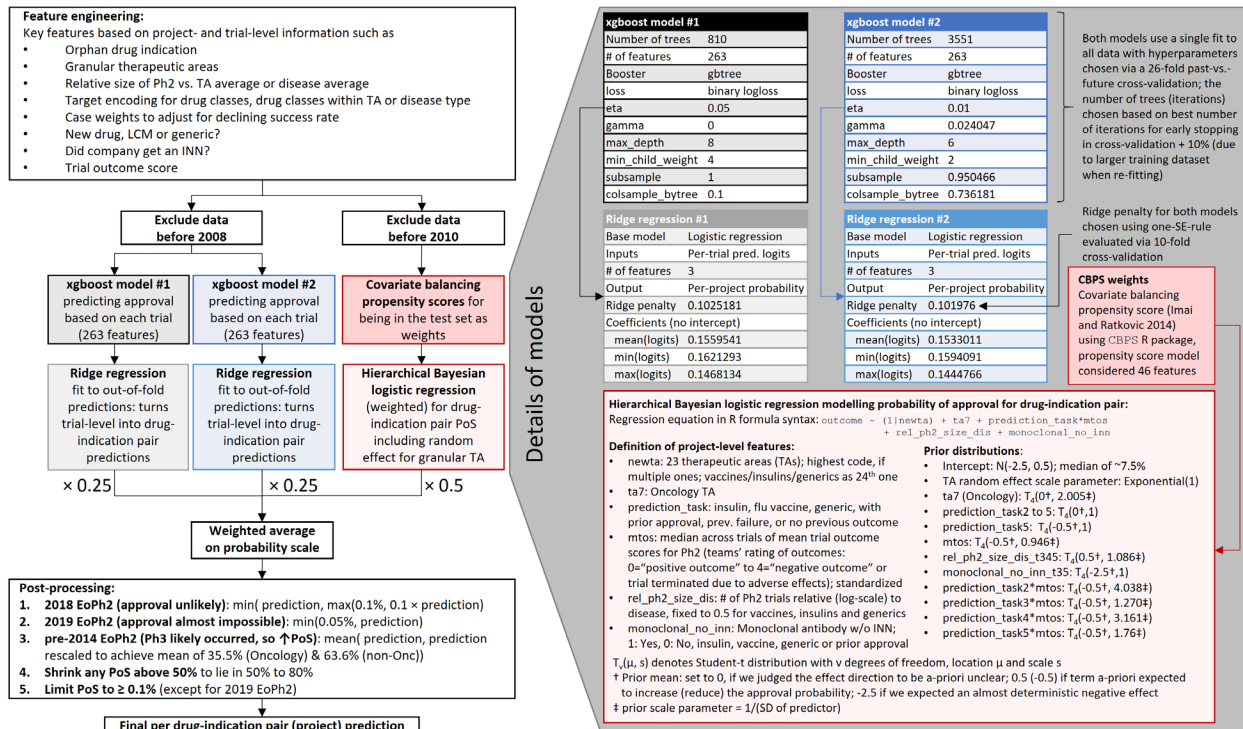 Feature engineering:
Key features based on project- and trial-level information such as
• Orphan drug indication
• Granular therapeutic areas
• Relative size of Ph2 vs. TA average or disease average
• Target encoding for drug classes, drug classes within TA or disease type
• Case weights to adjust for declining success rate
• New drug, LCM or generic?
• Did company get an INN?
• Trial outcome score
Exclude data
before 2008
Exclude data
before 2010
xgboost model #1
predicting approval
based on each trial
(263 features)
xgboost model #2
predicting approval
based on each trial
(263 features)
Covariate balancing
propensity scores for
being in the test set as
weights
Ridge regression
fit to out-of-fold
predictions: turns
trial-level into drug-
indication pair
predictions
Ridge regression
fit to out-of-fold
predictions: turns
trial-level into drug-
indication pair
predictions
Hierarchical Bayesian
logistic regression
(weighted) for drug-
indication pair PoS
including random
effect for granular TA
× 0.25
× 0.25
× 0.5
Weighted average
on probability scale
Post-processing:
1. 2018 EoPh2 (approval unlikely): min( prediction, max(0.1%, 0.1 × prediction)
2. 2019 EoPh2 (approval almost impossible): min(0.05%, prediction)
3. pre-2014 EoPh2 (Ph3 likely occurred, so ↑PoS): mean( prediction, prediction
rescaled to achieve mean of 35.5% (Oncology) & 63.6% (non-Onc))
4. Shrink any PoS above 50% to lie in 50% to 80%
5. Limit PoS to ≥ 0.1% (except for 2019 EoPh2)
Final per drug-indication pair (project) prediction
Details of models
xgboost model #1
Number of trees 810
# of features 263
Booster gbtree
loss binary logloss
eta 0.05
gamma 0
max_depth 8
min_child_weight 4
subsample 1
colsample_bytree 0.1
xgboost model #2
Number of trees 3551
# of features 263
Booster gbtree
loss binary logloss
eta 0.01
gamma 0.024047
max_depth 6
min_child_weight 2
subsample 0.950466
colsample_bytree 0.736181
Both models use a single fit to
all data with hyperparameters
chosen via a 26-fold past-vs.-
future cross-validation; the
number of trees (iterations)
chosen based on best number
of iterations for early stopping
in cross-validation + 10% (due
to larger training dataset
when re-fitting)
Ridge regression #1
Base model Logistic regression
Inputs Per-trial pred. logits
# of features 3
Output Per-project probability
Ridge penalty 0.1025181
Coefficients (no intercept)
mean(logits) 0.1559541
min(logits) 0.1621293
max(logits) 0.1468134
Ridge regression #2
Base model Logistic regression
Inputs Per-trial pred. logits
# of features 3
Output Per-project probability
Ridge penalty 0.101976
Coefficients (no intercept)
mean(logits) 0.1533011
min(logits) 0.1594091
max(logits) 0.1444766
Ridge penalty for both models
chosen using one-SE-rule
evaluated via 10-fold
cross-validation
CBPS weights
Covariate balancing
propensity score (Imai
and Ratkovic 2014)
using CBPS R package,
propensity score model
considered 46 features
Hierarchical Bayesian logistic regression modelling probability of approval for drug-indication pair:
Regression equation in R formula syntax: outcome ~ (1|newta) + ta7 + prediction_task*mtos
+ rel_ph2_size_dis + monoclonal_no_inn
Definition of project-level features:
• newta: 23 therapeutic areas (TAs); highest code, if
multiple ones; vaccines/insulins/generics as 24th one
• ta7: Oncology TA
• prediction_task: insulin, flu vaccine, generic, with
prior approval, prev. failure, or no previous outcome
• mtos: median across trials of mean trial outcome
scores for Ph2 (teams' rating of outcomes:
0="positive outcome" to 4="negative outcome" or
trial terminated due to adverse effects); standardized
• rel_ph2_size_dis: # of Ph2 trials relative (log-scale) to
disease, fixed to 0.5 for vaccines, insulins and generics
• monoclonal_no_inn: Monoclonal antibody w/o INN;
1: Yes, 0: No, insulin, vaccine, generic or prior approval
Prior distributions:
• Intercept: N(-2.5, 0.5); median of ~7.5%
• TA random effect scale parameter: Exponential(1)
• ta7 (Oncology): T4(0†, 2.005‡)
• prediction_task2 to 5: T4(0†,1)
• prediction_task5: T4(-0.5†,1)
• mtos: T4(-0.5†, 0.946‡)
• rel_ph2_size_dis_t345: T4(0.5†, 1.086‡)
• monoclonal_no_inn_t35: T4(-2.5†,1)
• prediction_task2*mtos: T4(-0.5†, 4.038‡)
• prediction_task3*mtos: T4(-0.5†, 1.270‡)
• prediction_task4*mtos: T4(-0.5†, 3.161‡)
• prediction_task5*mtos: T4(-0.5†, 1.76‡)
Tν(μ, s) denotes Student-t distribution with ν degrees of freedom, location μ and scale s
† Prior mean: set to 0, if we judged the effect direction to be a-priori unclear; 0.5 (-0.5) if term a-priori expected
to increase (reduce) the approval probability; -2.5 if we expected an almost deterministic negative effect
‡ prior scale parameter = 1/(SD of predictor)